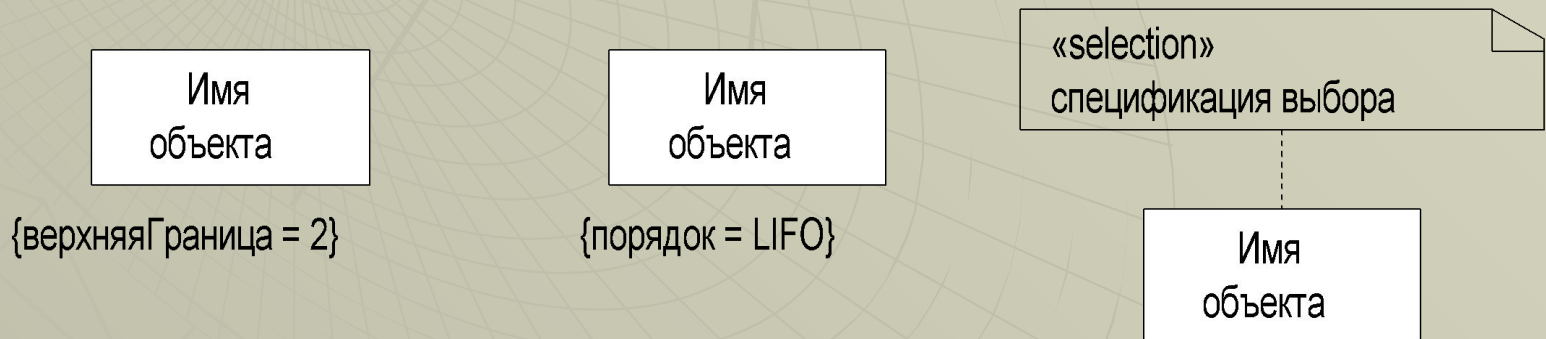 Имя
объекта
{верхняяГраница = 2}
Имя
объекта
{порядок = LIFO}
«selection»
спецификация выбора
Имя
объекта